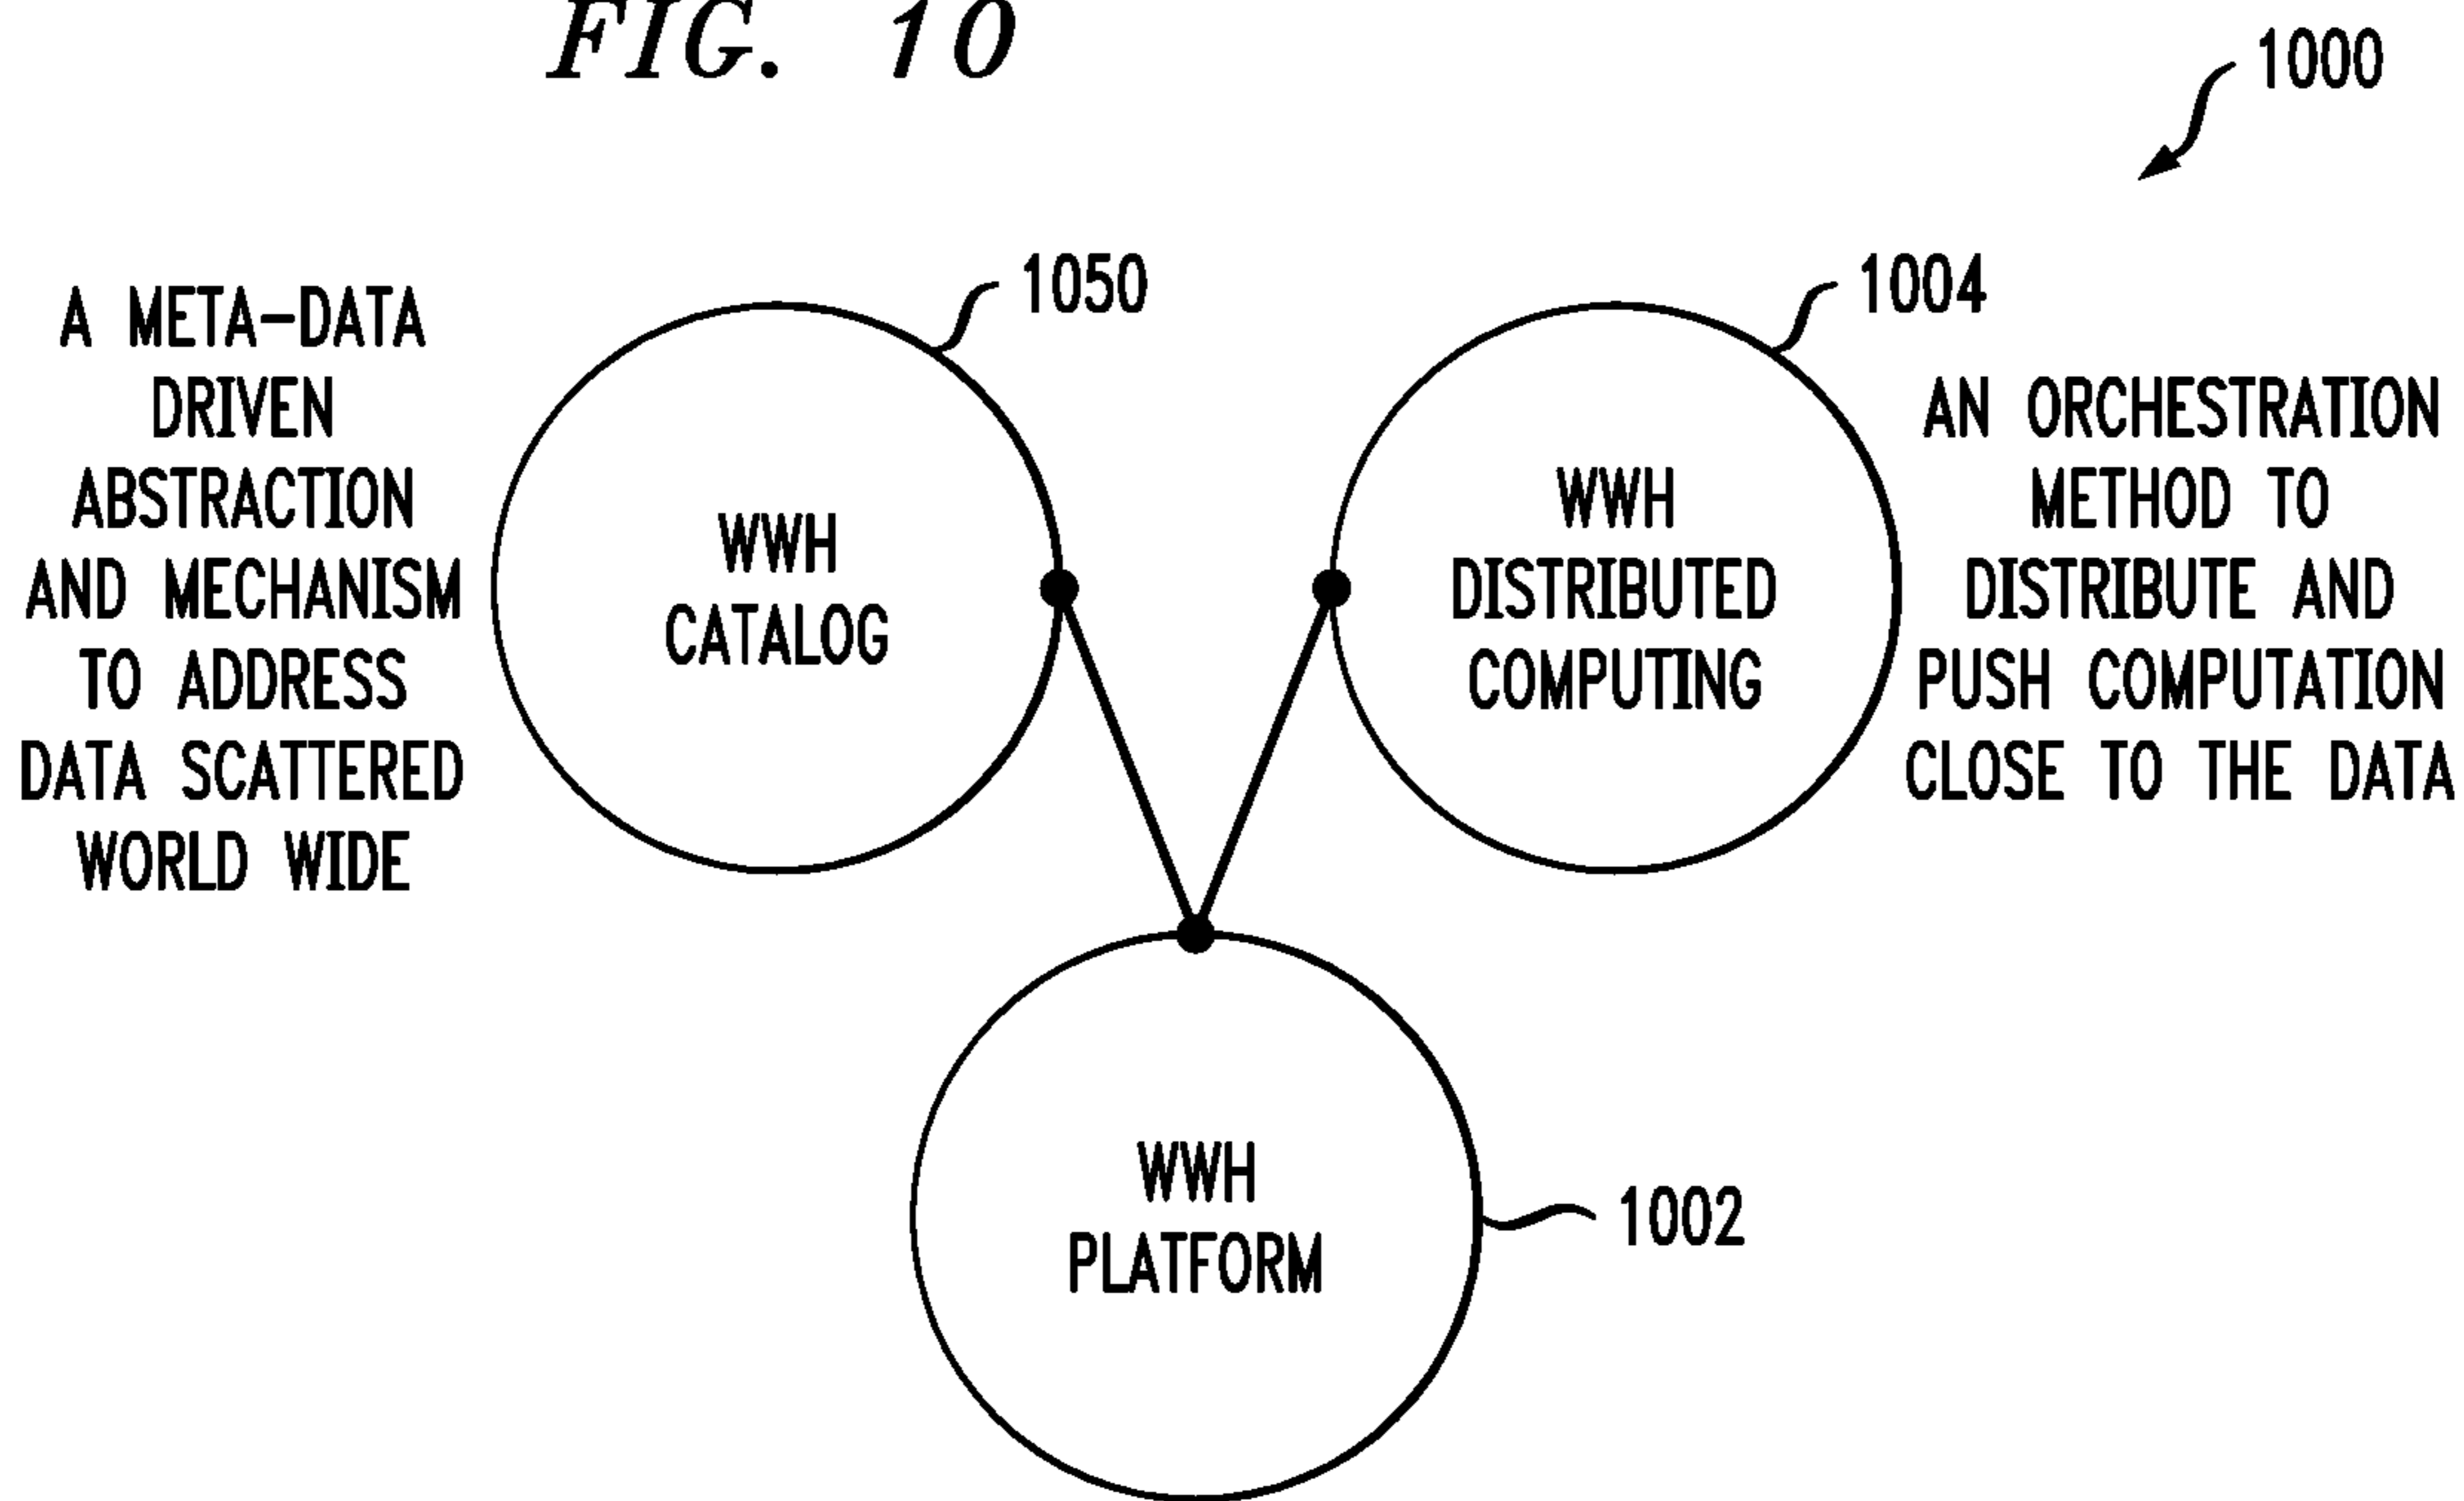 FIG. 10
1000
1050
1004
A META-DATA
DRIVEN
ABSTRACTION
AND MECHANISM
TO ADDRESS
DATA SCATTERED
WORLD WIDE
WWH
CATALOG
WWH
DISTRIBUTED
COMPUTING
AN ORCHESTRATION
METHOD TO
DISTRIBUTE AND
PUSH COMPUTATION
CLOSE TO THE DATA
WWH
PLATFORM
1002